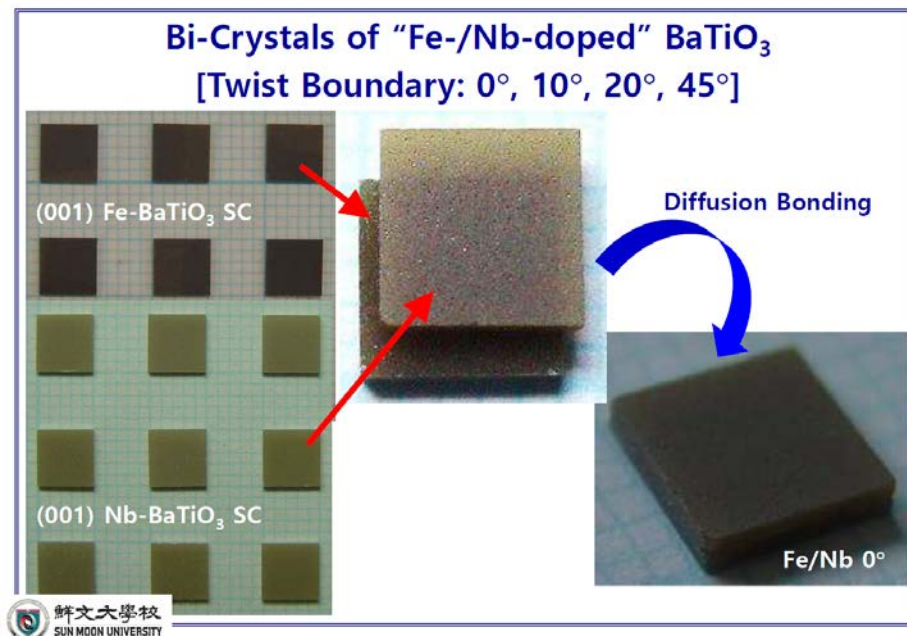 Bi-Crystals of “Fe-/Nb-doped” BaTiO₃
[Twist Boundary: 0°, 10°, 20°, 45°]
(001) Fe-BaTiO₃ SC
Diffusion Bonding
(001) Nb-BaTiO₃ SC
Fe/Nb 0°
鮮文大學校
SUN MOON UNIVERSITY